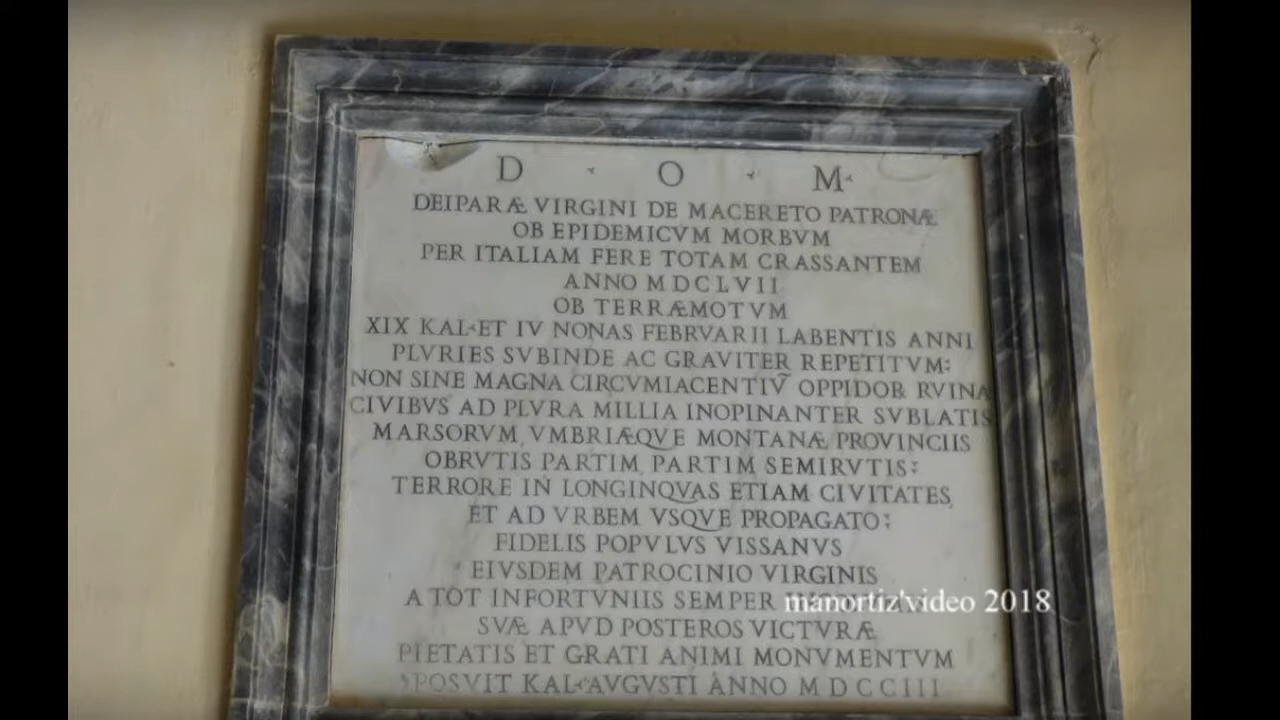 D · O · M
DEIPARÆ VIRGINI DE MACERETO PATRONÆ
OB EPIDEMICVM MORBVM
PER ITALIAM FERE TOTAM CRASSANTEM
ANNO MDCLVII
OB TERRÆMOTVM
XIX KAL ET IV NONAS FEBRVARII LABENTIS ANNI
PLVRIES SVBINDE AC GRAVITER REPETITVM:
NON SINE MAGNA CIRCVMIACENTIV̄ OPPIDOR RVINA
CIVIBVS AD PLVRA MILLIA INOPINANTER SVBLATIS
MARSORVM, VMBRIÆQVE MONTANÆ PROVINCIIS
OBRVTIS PARTIM, PARTIM SEMIRVTIS:
TERRORE IN LONGINQVAS ETIAM CIVITATES,
ET AD VRBEM VSQVE PROPAGATO:
FIDELIS POPVLVS VISSANVS
EIVSDEM PATROCINIO VIRGINIS
A TOT INFORTVNIIS SEMPER
manortiz'video 2018
SVÆ APVD POSTEROS VICTVRÆ
PIETATIS ET GRATI ANIMI MONVMENTVM
POSVIT KAL AVGVSTI ANNO MDCCIII